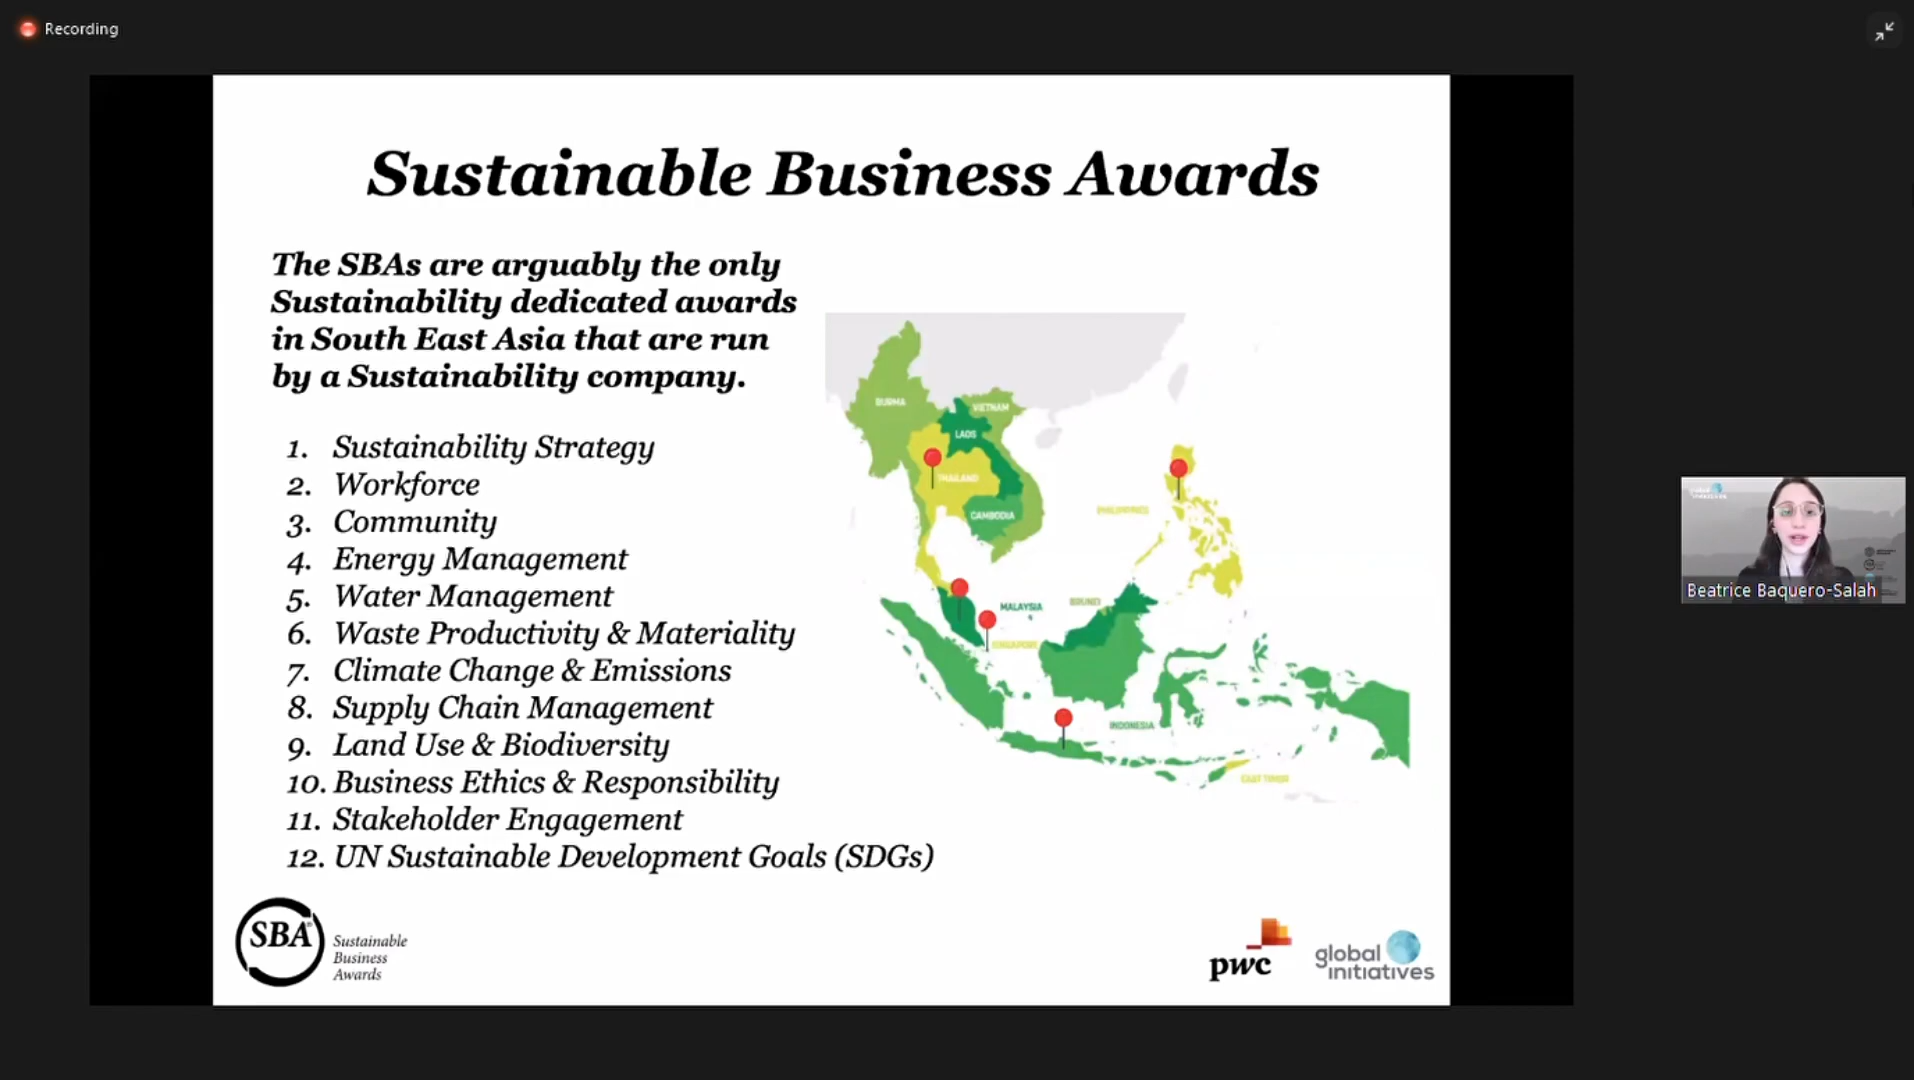 Recording
Sustainable Business Awards
The SBAs are arguably the only
Sustainability dedicated awards
in South East Asia that are run
by a Sustainability company.
1. Sustainability Strategy
2. Workforce
3. Community
4. Energy Management
5. Water Management
6. Waste Productivity & Materiality
7. Climate Change & Emissions
8. Supply Chain Management
9. Land Use & Biodiversity
10. Business Ethics & Responsibility
11. Stakeholder Engagement
12. UN Sustainable Development Goals (SDGs)
BURMA
VIETNAM
LAOS
THAILAND
CAMBODIA
PHILIPPINES
MALAYSIA
BRUNEI
SINGAPORE
INDONESIA
EAST TIMOR
SBA
Sustainable
Business
Awards
pwc
global
initiatives
global
initiatives
Beatrice Baquero-Salah